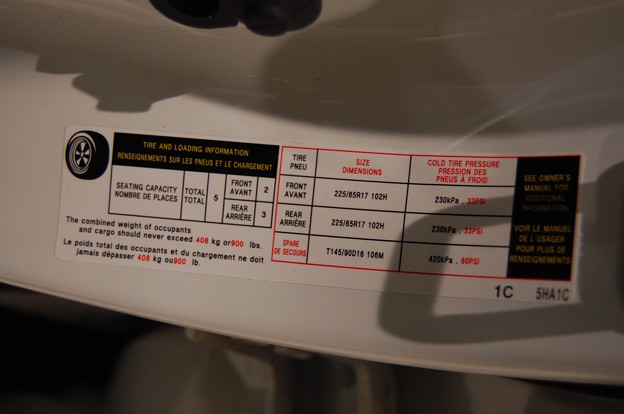 TIRE AND LOADING INFORMATION
RENSEIGNEMENTS SUR LES PNEUS ET LE CHARGEMENT
SEATING CAPACITY
NOMBRE DE PLACES
TOTAL
TOTAL
5
FRONT
AVANT
2
REAR
ARRIÈRE
3
The combined weight of occupants
and cargo should never exceed 408 kg or 900 lbs.
Le poids total des occupants et du chargement ne doit
jamais dépasser 408 kg ou 900 lb.
TIRE
PNEU
SIZE
DIMENSIONS
COLD TIRE PRESSURE
PRESSION DES
PNEUS À FROID
FRONT
AVANT
225/65R17 102H
230kPa , 33PSI
REAR
ARRIÈRE
225/65R17 102H
230kPa , 33PSI
SPARE
DE SECOURS
T145/90D16 106M
420kPa , 60PSI
SEE OWNER'S
MANUAL FOR
ADDITIONAL
INFORMATION
VOIR LE MANUEL
DE L'USAGER
POUR PLUS DE
RENSEIGNEMENTS
1C 5HA1C